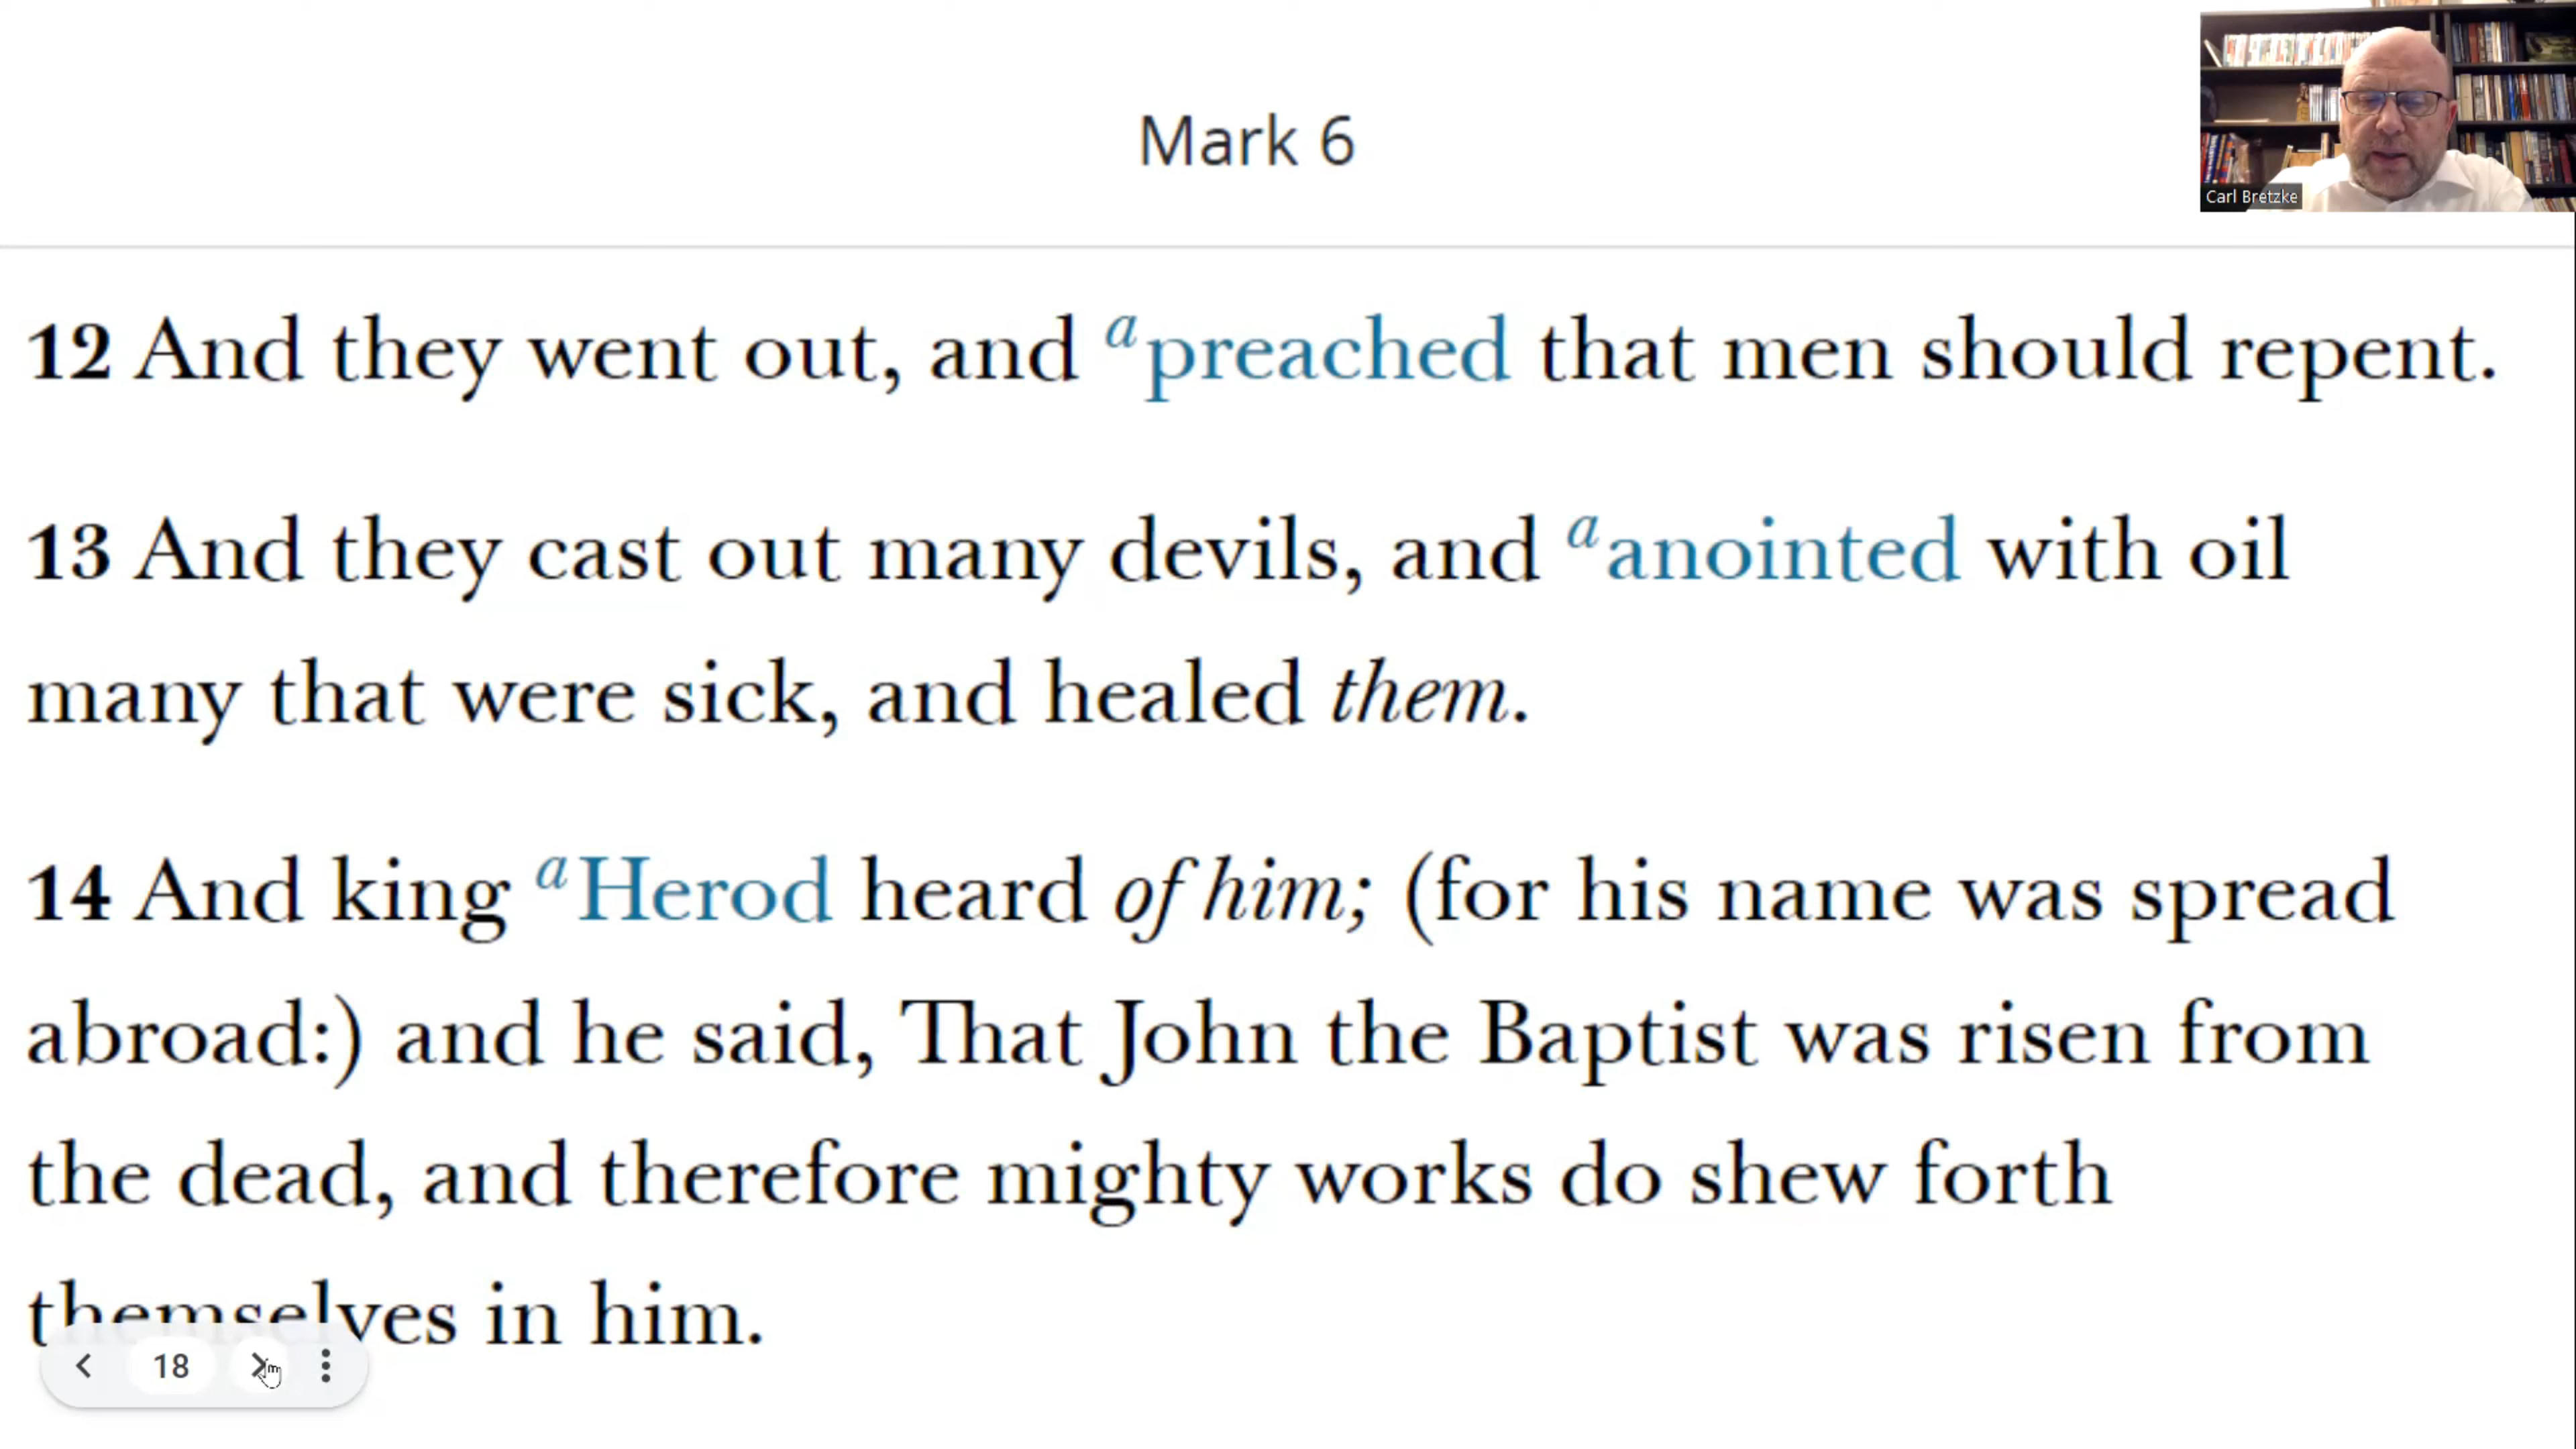 Mark 6
Carl Bretzke
12 And they went out, and a preached that men should repent.
13 And they cast out many devils, and a anointed with oil
many that were sick, and healed them.
14 And king a Herod heard of him; (for his name was spread
abroad:) and he said, That John the Baptist was risen from
the dead, and therefore mighty works do shew forth
themselves in him.
18